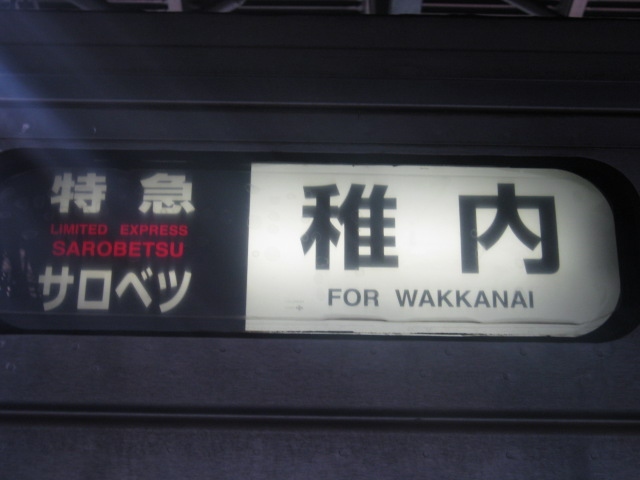 特急
LIMITED EXPRESS
SAROBETSU
サロベツ
稚内
FOR WAKKANAI